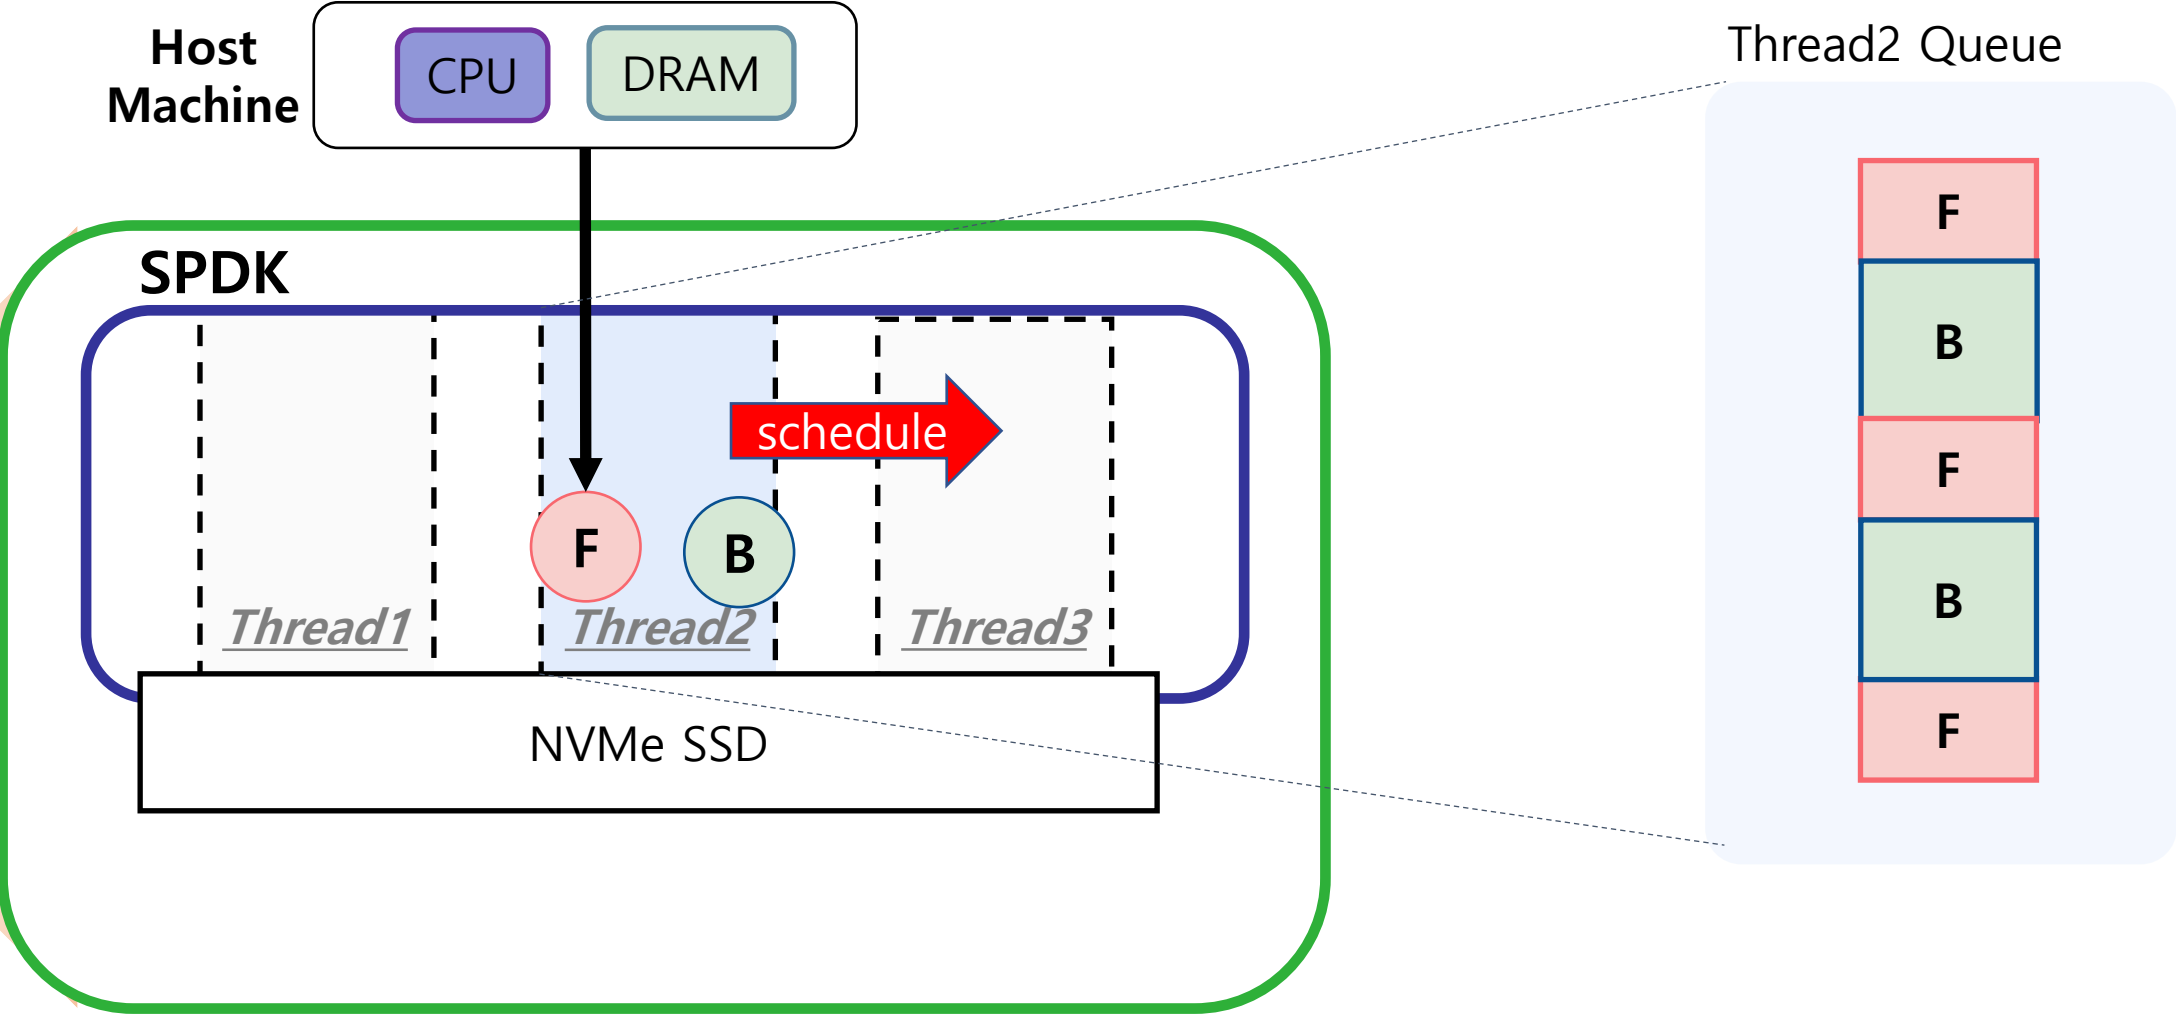 Host
Machine
CPU
DRAM
SPDK
schedule
F
B
Thread1
Thread2
Thread3
NVMe SSD
Thread2 Queue
F
B
F
B
F